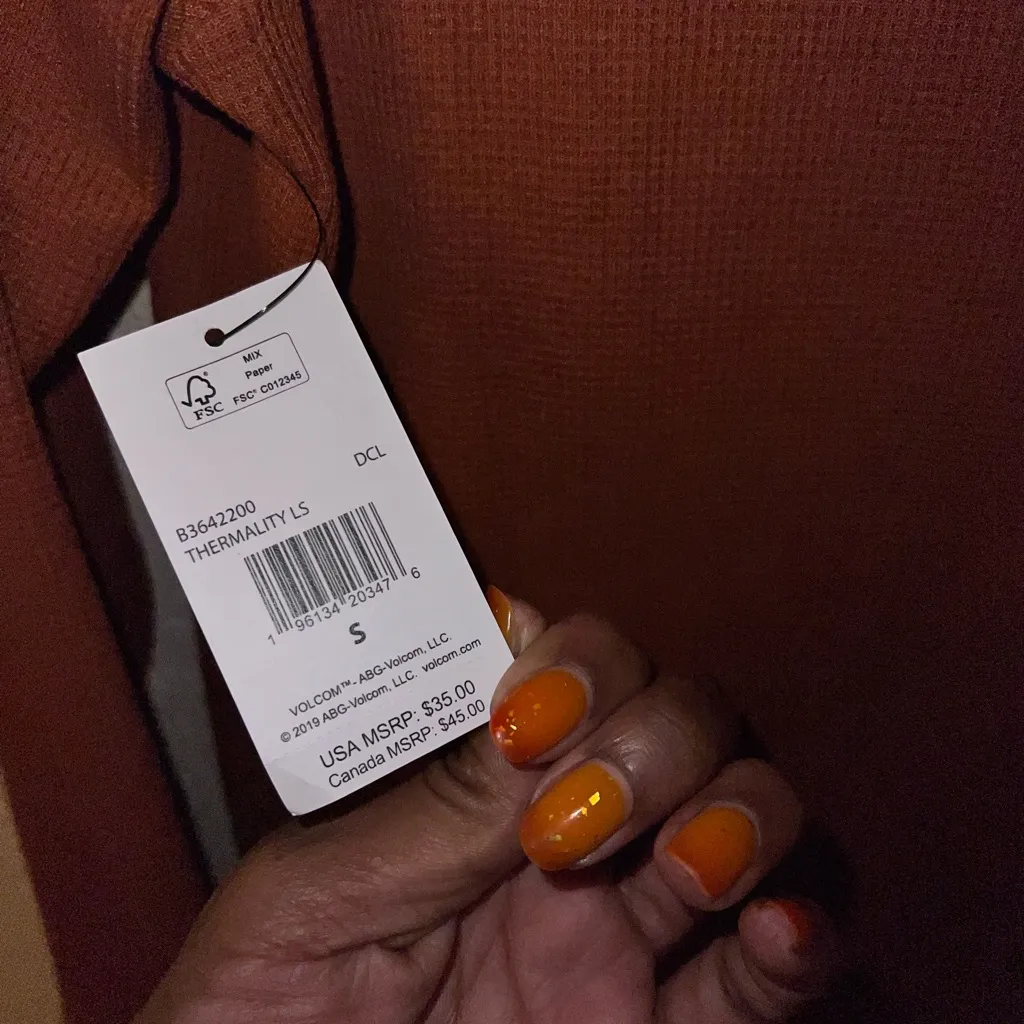 MIX
Paper
FSC® C012345
®
FSC
DCL
B3642200
THERMALITY LS
1 96134 20347 6
S
VOLCOM™- ABG-Volcom, LLC.
© 2019 ABG-Volcom, LLC. volcom.com
USA MSRP: $35.00
Canada MSRP: $45.00